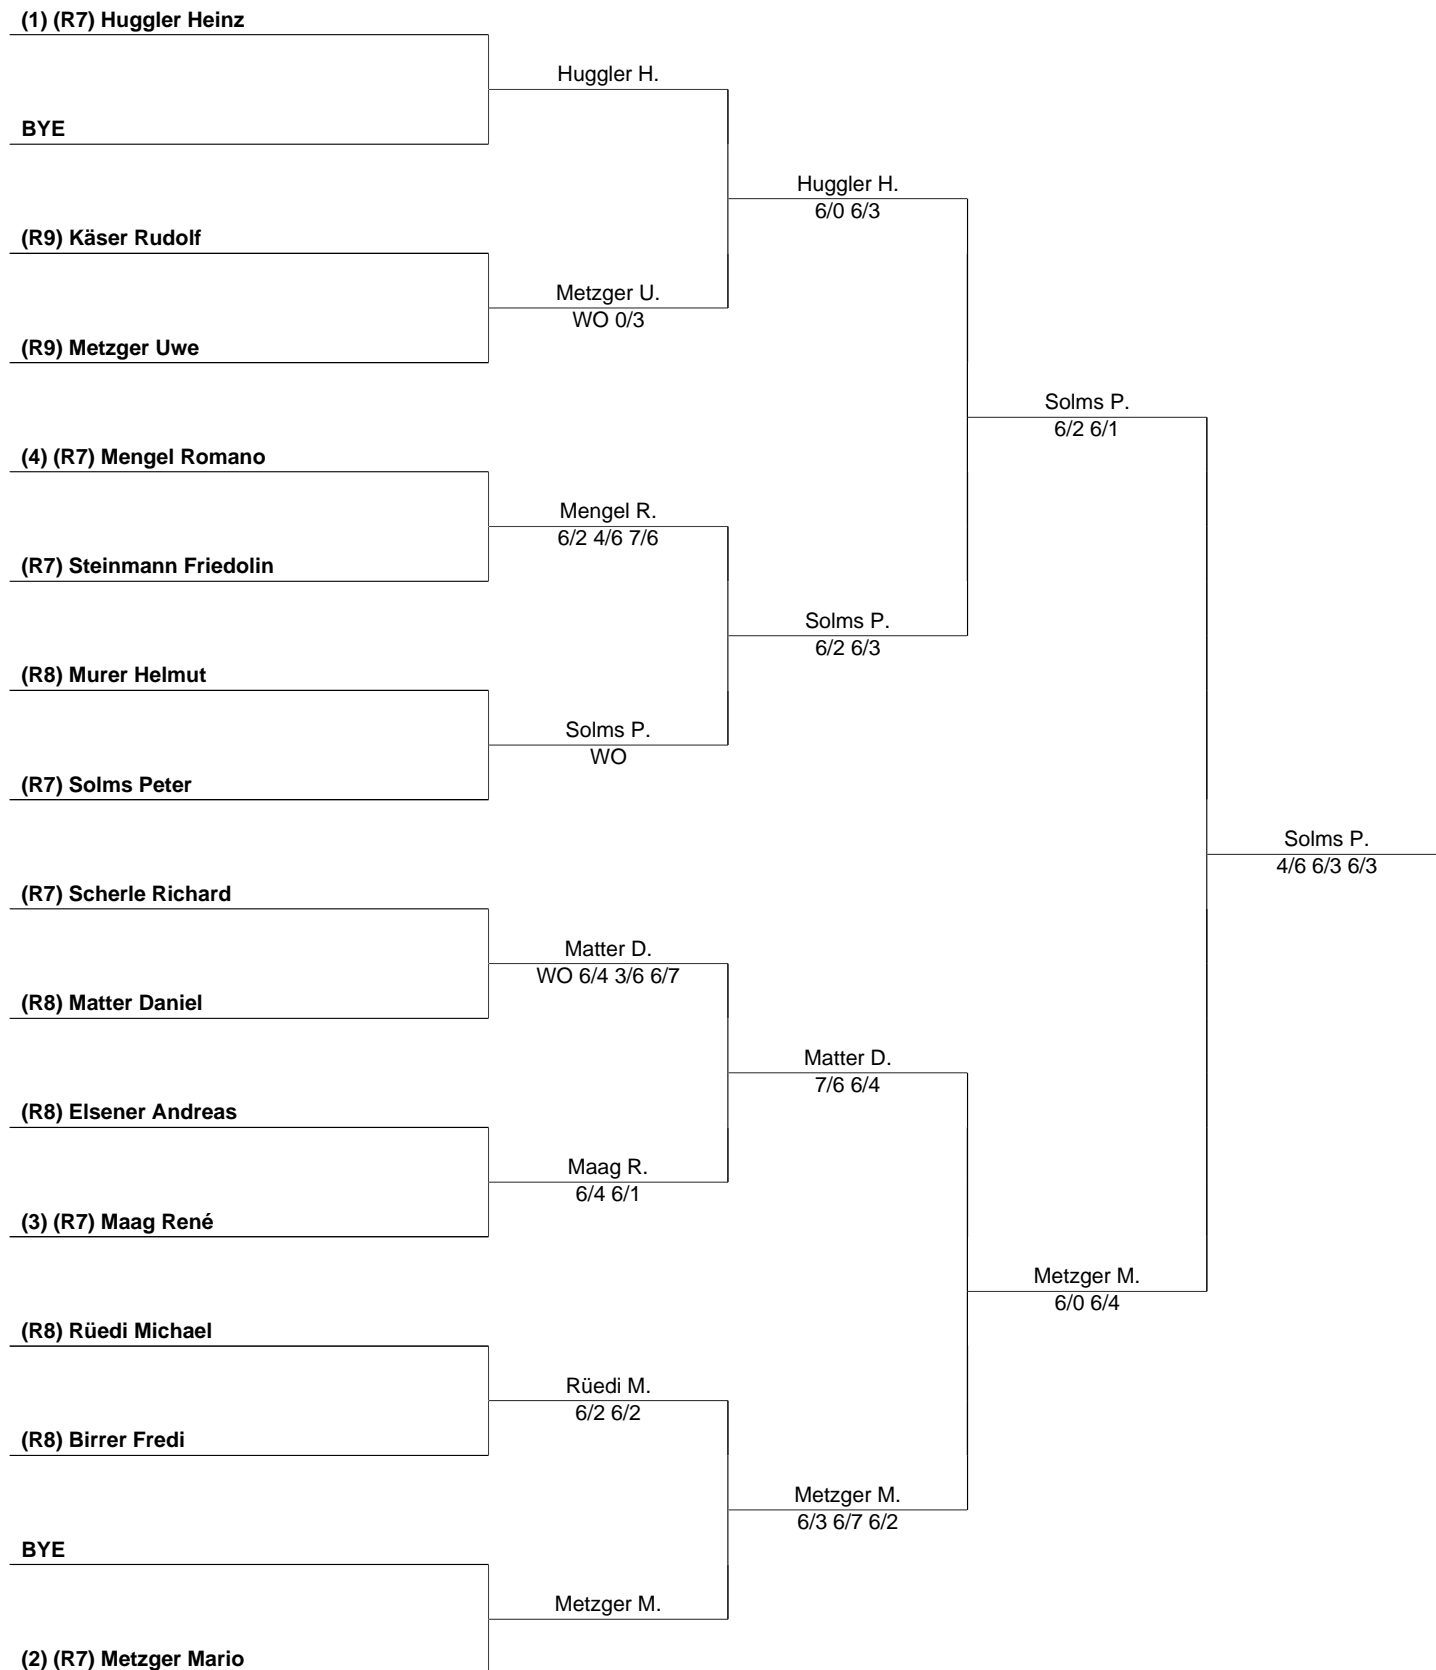 (1) (R7) Huggler Heinz
Huggler H.
BYE
Huggler H.
6/0 6/3
(R9) Käser Rudolf
Metzger U.
WO 0/3
(R9) Metzger Uwe
Solms P.
6/2 6/1
(4) (R7) Mengel Romano
Mengel R.
6/2 4/6 7/6
(R7) Steinmann Friedolin
Solms P.
6/2 6/3
(R8) Murer Helmut
Solms P.
WO
(R7) Solms Peter
Solms P.
4/6 6/3 6/3
(R7) Scherle Richard
Matter D.
WO 6/4 3/6 6/7
(R8) Matter Daniel
Matter D.
7/6 6/4
(R8) Elsener Andreas
Maag R.
6/4 6/1
(3) (R7) Maag René
Metzger M.
6/0 6/4
(R8) Rüedi Michael
Rüedi M.
6/2 6/2
(R8) Birrer Fredi
Metzger M.
6/3 6/7 6/2
BYE
Metzger M.
(2) (R7) Metzger Mario